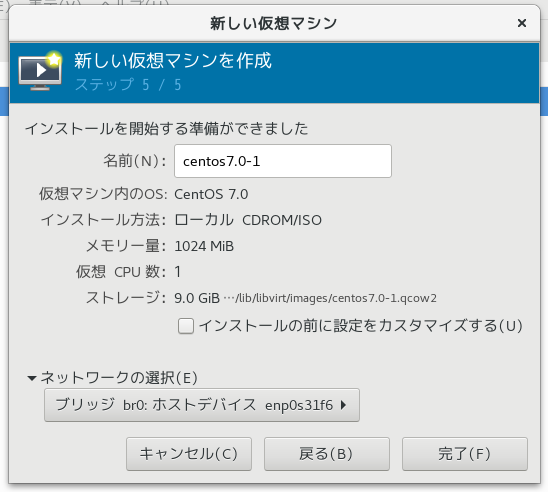 新しい仮想マシン
新しい仮想マシンを作成
ステップ 5 / 5
インストールを開始する準備ができました
名前(N): centos7.0-1
仮想マシン内のOS: CentOS 7.0
インストール方法: ローカル CDROM/ISO
メモリー量: 1024 MiB
仮想 CPU 数: 1
ストレージ: 9.0 GiB …/lib/libvirt/images/centos7.0-1.qcow2
インストールの前に設定をカスタマイズする(U)
ネットワークの選択(E)
ブリッジ br0: ホストデバイス enp0s31f6
キャンセル(C) 戻る(B) 完了(F)